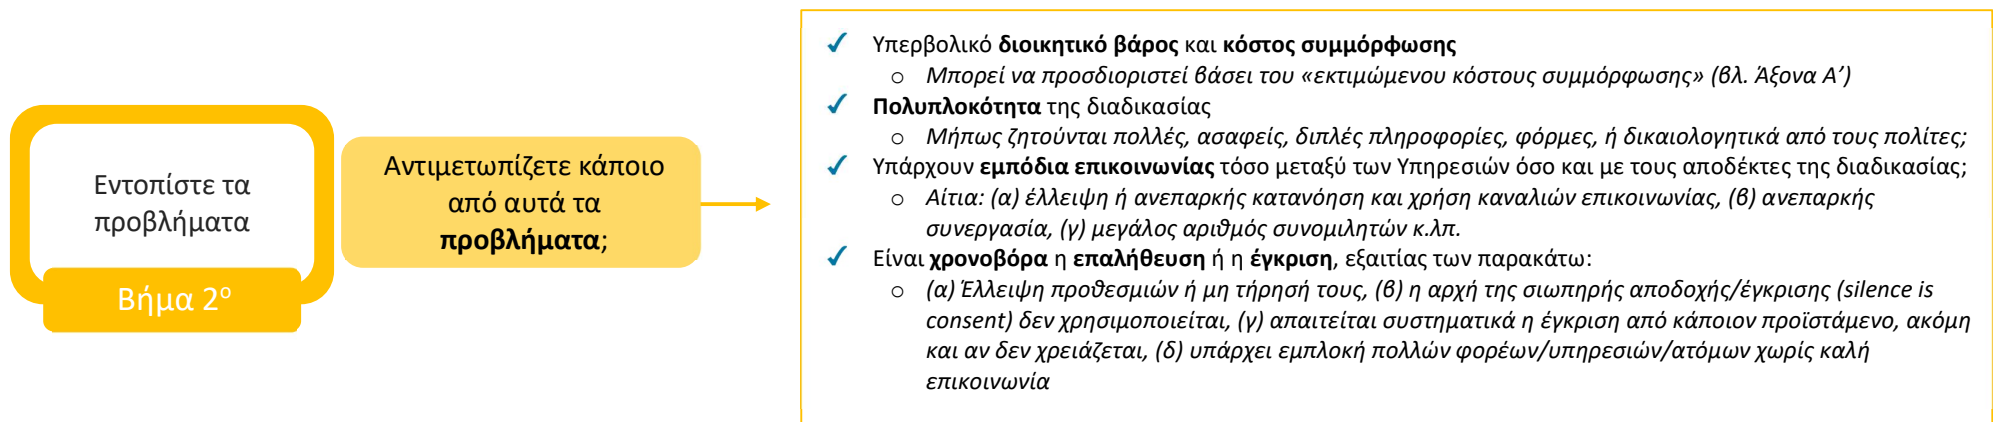 Εντοπίστε τα
προβλήματα
Βήμα 2ο
Αντιμετωπίζετε κάποιο
από αυτά τα
προβλήματα;
✓ Υπερβολικό διοικητικό βάρος και κόστος συμμόρφωσης
o Μπορεί να προσδιοριστεί βάσει του «εκτιμώμενου κόστους συμμόρφωσης» (βλ. Άξονα Α’)
✓ Πολυπλοκότητα της διαδικασίας
o Μήπως ζητούνται πολλές, ασαφείς, διπλές πληροφορίες, φόρμες, ή δικαιολογητικά από τους πολίτες;
✓ Υπάρχουν εμπόδια επικοινωνίας τόσο μεταξύ των Υπηρεσιών όσο και με τους αποδέκτες της διαδικασίας;
o Αίτια: (α) έλλειψη ή ανεπαρκής κατανόηση και χρήση καναλιών επικοινωνίας, (β) ανεπαρκής
συνεργασία, (γ) μεγάλος αριθμός συνομιλητών κ.λπ.
✓ Είναι χρονοβόρα η επαλήθευση ή η έγκριση, εξαιτίας των παρακάτω:
o (α) Έλλειψη προθεσμιών ή μη τήρησή τους, (β) η αρχή της σιωπηρής αποδοχής/έγκρισης (silence is
consent) δεν χρησιμοποιείται, (γ) απαιτείται συστηματικά η έγκριση από κάποιον προϊστάμενο, ακόμη
και αν δεν χρειάζεται, (δ) υπάρχει εμπλοκή πολλών φορέων/υπηρεσιών/ατόμων χωρίς καλή
επικοινωνία